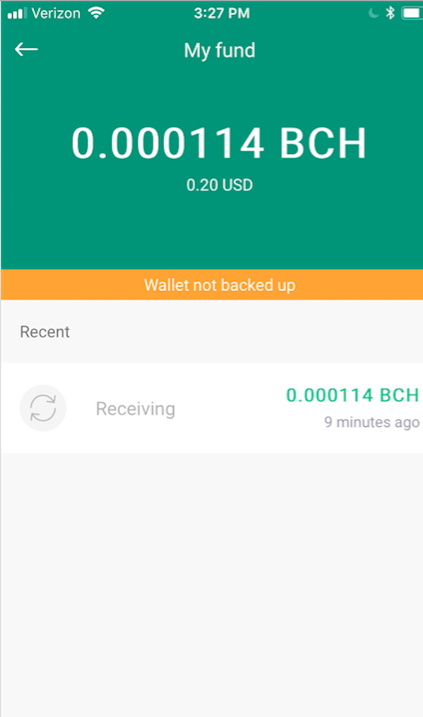 Verizon 3:27 PM
My fund
0.000114 BCH
0.20 USD
Wallet not backed up
Recent
Receiving 0.000114 BCH
9 minutes ago